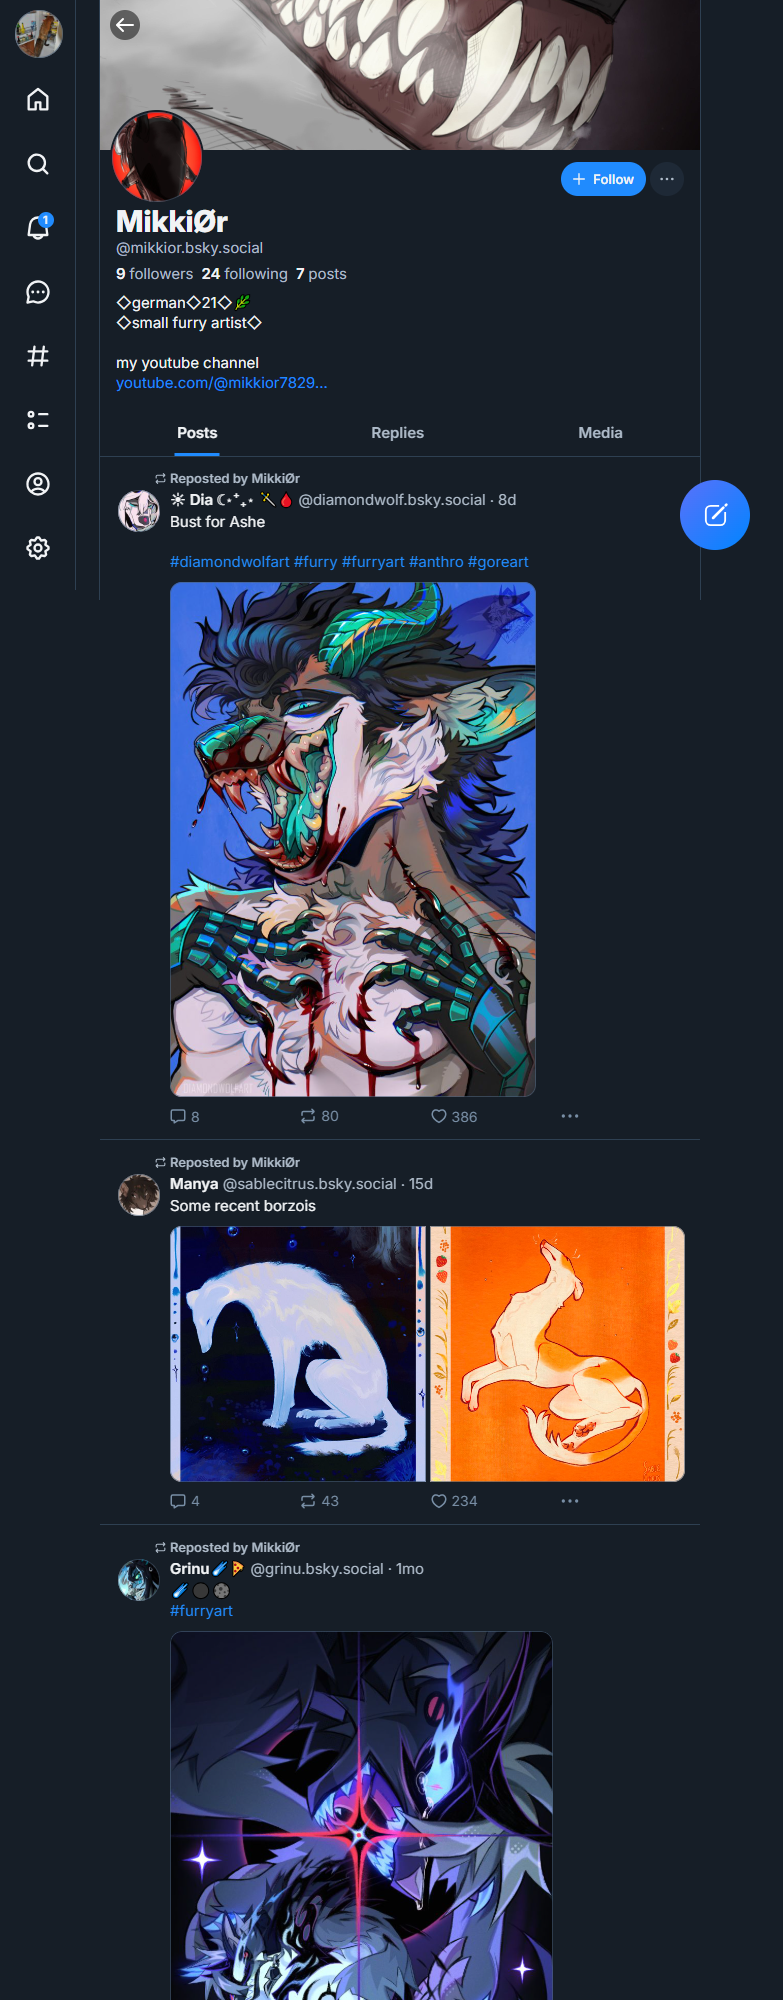 1
Follow
MikkiØr
@mikkior.bsky.social
9 followers 24 following 7 posts
◇german◇21◇🌿
◇small furry artist◇
my youtube channel
youtube.com/@mikkior7829...
Posts Replies Media
Reposted by MikkiØr
☀ Dia ☾⋆⁺₊⋆ 🪄🩸 @diamondwolf.bsky.social · 8d
Bust for Ashe
#diamondwolfart #furry #furryart #anthro #goreart
DIAMONDWOLFART
8 80 386
Reposted by MikkiØr
Manya @sablecitrus.bsky.social · 15d
Some recent borzois
4 43 234
Reposted by MikkiØr
Grinu☄️🍕 @grinu.bsky.social · 1mo
☄️🌑🪨
#furryart